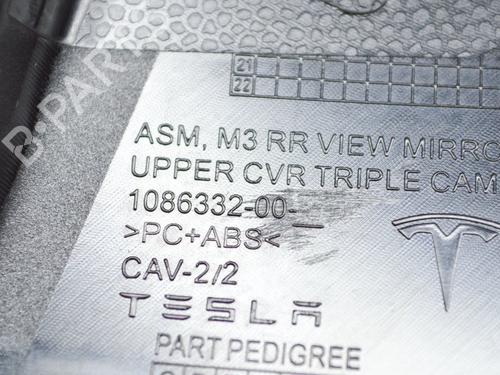 21
22
ASM, M3 RR VIEW MIRRO
UPPER CVR TRIPLE CAM
1086332-00-_
>PC+ABS<
CAV-2/2
TESLA
PART PEDIGREE
B-PARTS